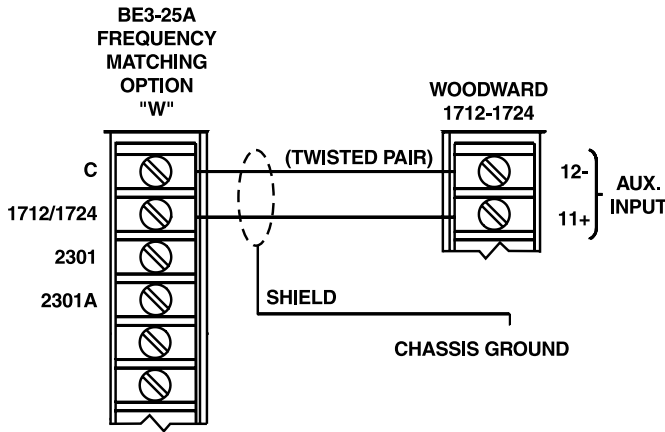 BE3-25A
FREQUENCY
MATCHING
OPTION
"W"
WOODWARD
1712-1724
C
(TWISTED PAIR)
12-
1712/1724
11+
AUX.
INPUT
2301
2301A
SHIELD
CHASSIS GROUND